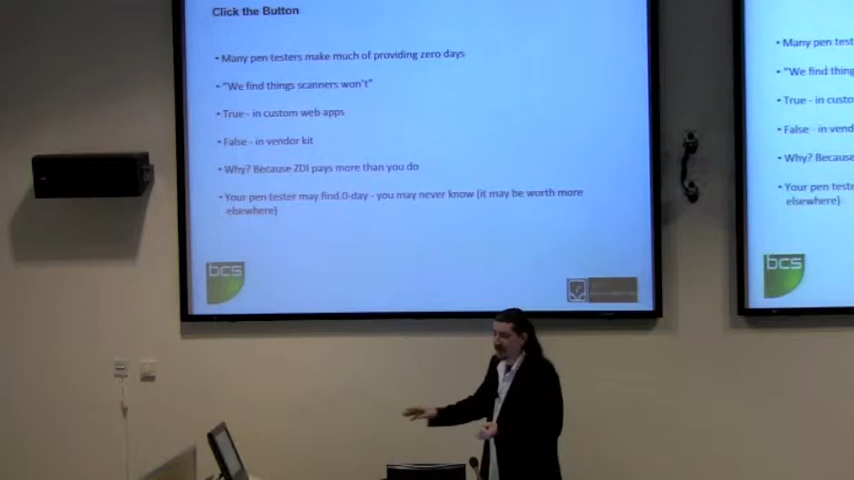 Click the Button
• Many pen testers make much of providing zero days
• "We find things scanners won't"
• True - in custom web apps
• False - in vendor kit
• Why? Because ZDI pays more than you do
• Your pen tester may find 0-day - you may never know (it may be worth more
elsewhere)
bcs
• Many pen test
• "We find thing
• True - in custo
• False - in vend
• Why? Because
• Your pen teste
elsewhere)
bcs